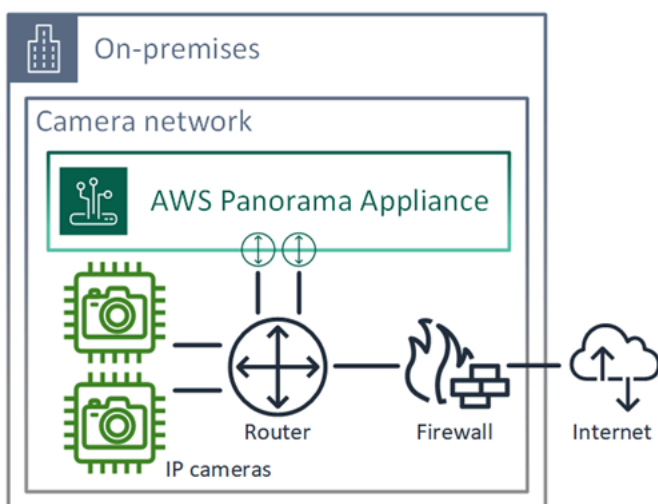 On-premises
Camera network
AWS Panorama Appliance
Router
Firewall
Internet
IP cameras